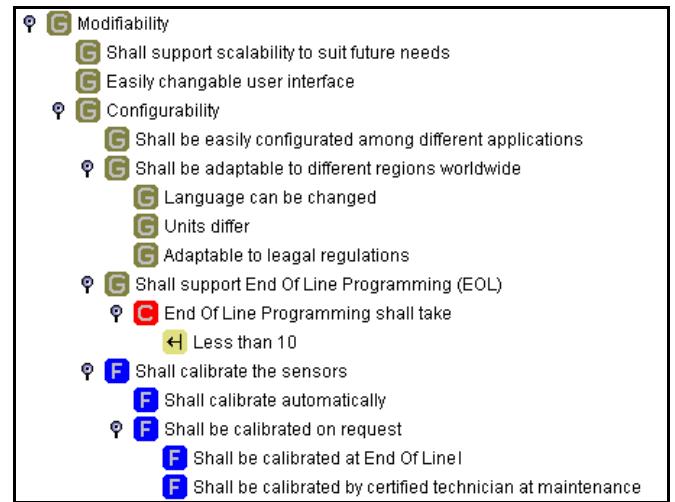 G Modifiability
G Shall support scalability to suit future needs
G Easily changable user interface
G Configurability
G Shall be easily configurated among different applications
G Shall be adaptable to different regions worldwide
G Language can be changed
G Units differ
G Adaptable to leagal regulations
G Shall support End Of Line Programming (EOL)
C End Of Line Programming shall take
Less than 10
F Shall calibrate the sensors
F Shall calibrate automatically
F Shall be calibrated on request
F Shall be calibrated at End Of Linel
F Shall be calibrated by certified technician at maintenance